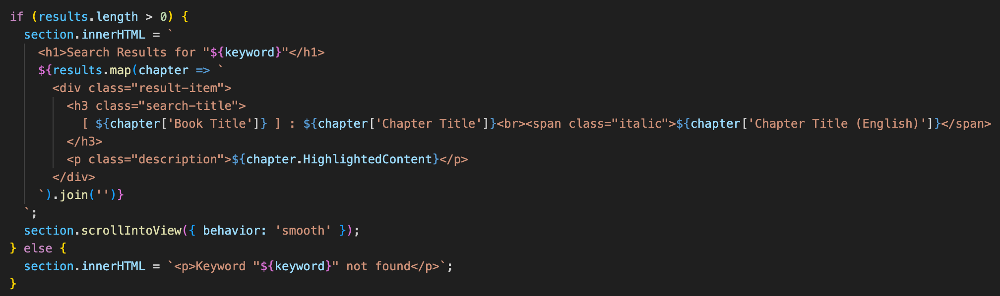 if (results.length > 0) {
  section.innerHTML = `
    <h1>Search Results for "${keyword}"</h1>
    ${results.map(chapter => `
      <div class="result-item">
        <h3 class="search-title">
          [ ${chapter['Book Title']} ] : ${chapter['Chapter Title']}<br><span class="italic">${chapter['Chapter Title (English)']}</span>
        </h3>
        <p class="description">${chapter.HighlightedContent}</p>
      </div>
    `).join('')}
  `;
  section.scrollIntoView({ behavior: 'smooth' });
} else {
  section.innerHTML = `<p>Keyword "${keyword}" not found</p>`;
}